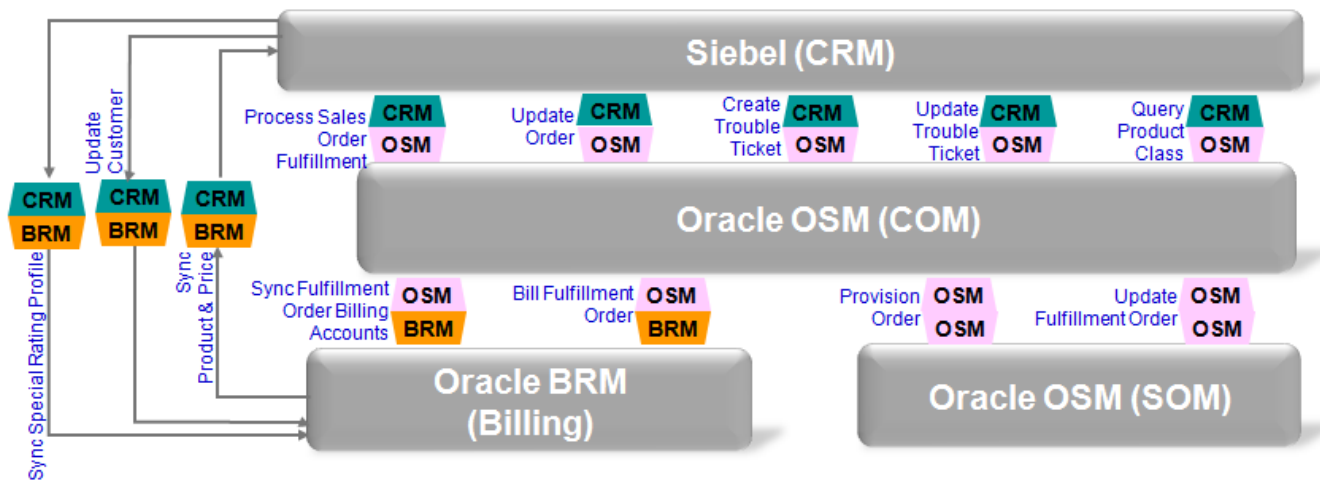 Siebel (CRM)
Update
Customer
Process Sales
Order
Fulfillment
CRM
OSM
Update
Order
CRM
OSM
Create
Trouble
Ticket
CRM
OSM
Update
Trouble
Ticket
CRM
OSM
Query
Product
Class
CRM
OSM
CRM
BRM
CRM
BRM
CRM
BRM
Oracle OSM (COM)
Sync Special Rating Profile
Sync
Product & Price
Sync Fulfillment
Order Billing
Accounts
OSM
BRM
Bill Fulfillment
Order
OSM
BRM
Provision
Order
OSM
OSM
Update
Fulfillment Order
OSM
OSM
Oracle BRM
(Billing)
Oracle OSM (SOM)